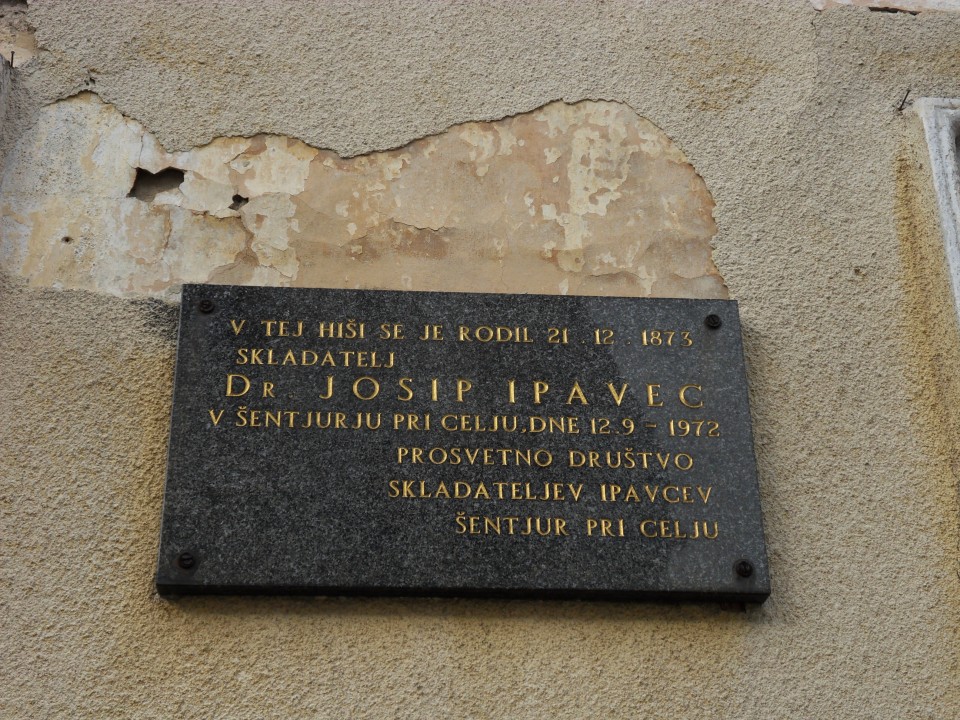 V TEJ HIŠI SE JE RODIL 21.12.1873
SKLADATELJ
DR. JOSIP IPAVEC
V ŠENTJURJU PRI CELJU, DNE 12.9-1972
PROSVETNO DRUŠTVO
SKLADATELJEV IPAVCEV
ŠENTJUR PRI CELJU